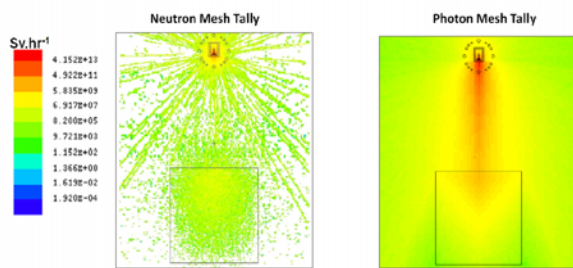 Neutron Mesh Tally
Photon Mesh Tally
Sv.hr⁻¹
4.152E+13
4.922E+11
5.835E+09
6.917E+07
8.200E+05
9.721E+03
1.152E+02
1.366E+00
1.619E-02
1.920E-04